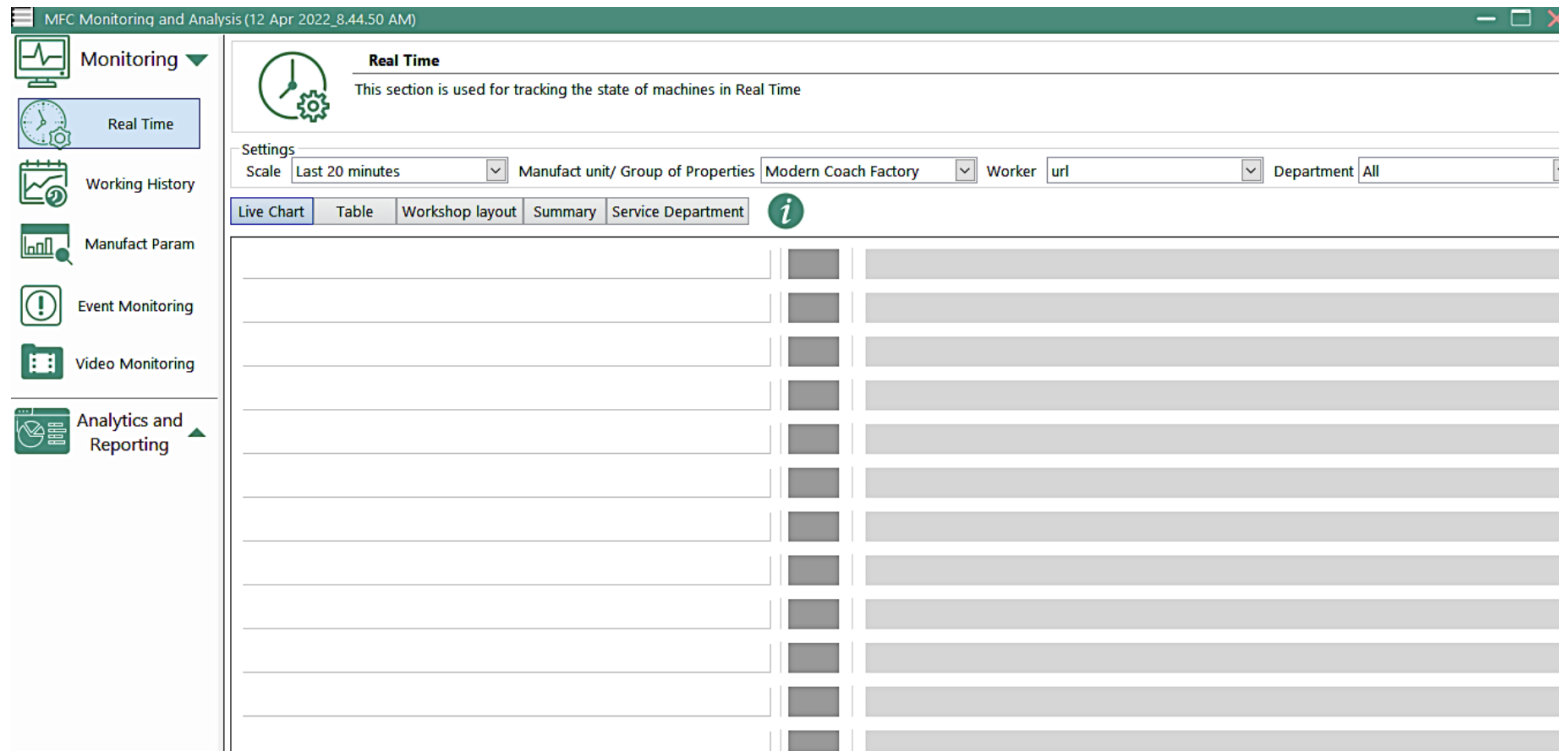 MFC Monitoring and Analysis (12 Apr 2022_8.44.50 AM)
Monitoring
Real Time
Working History
Manufact Param
Event Monitoring
Video Monitoring
Analytics and
Reporting
Real Time
This section is used for tracking the state of machines in Real Time
Settings
Scale Last 20 minutes Manufact unit/ Group of Properties Modern Coach Factory Worker url Department All
Live Chart Table Workshop layout Summary Service Department i